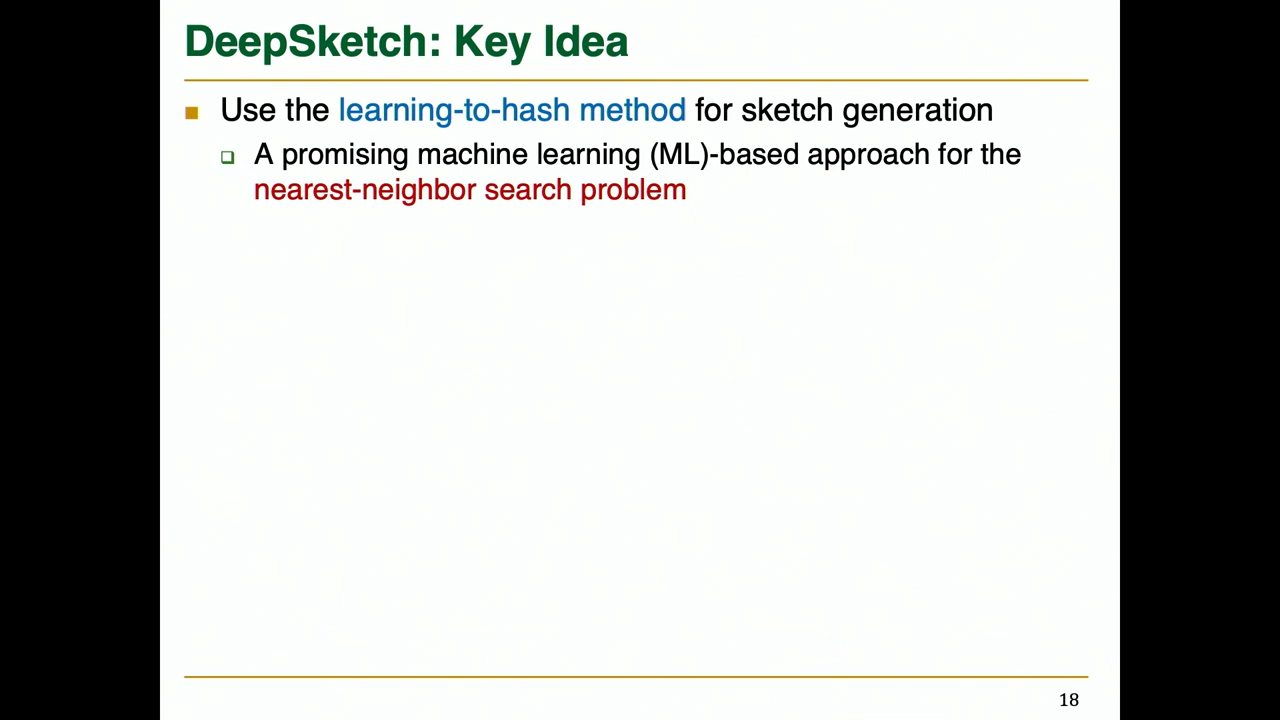 DeepSketch: Key Idea
Use the learning-to-hash method for sketch generation
A promising machine learning (ML)-based approach for the
nearest-neighbor search problem
18